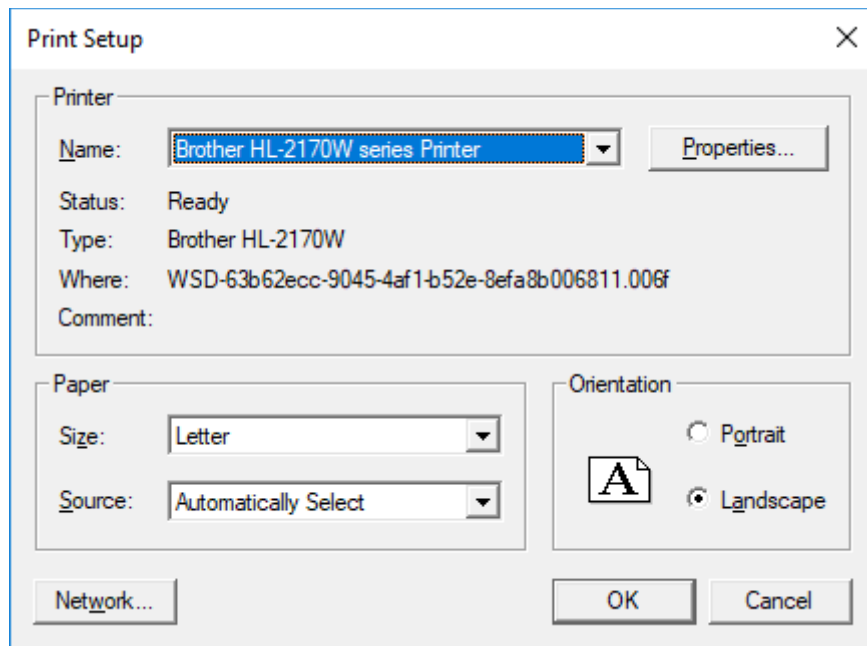 Print Setup
Printer
Name: Brother HL-2170W series Printer Properties...
Status: Ready
Type: Brother HL-2170W
Where: WSD-63b62ecc-9045-4af1-b52e-8efa8b006811.006f
Comment:
Paper
Size: Letter
Source: Automatically Select
Orientation
A
Portrait
Landscape
Network...
OK
Cancel